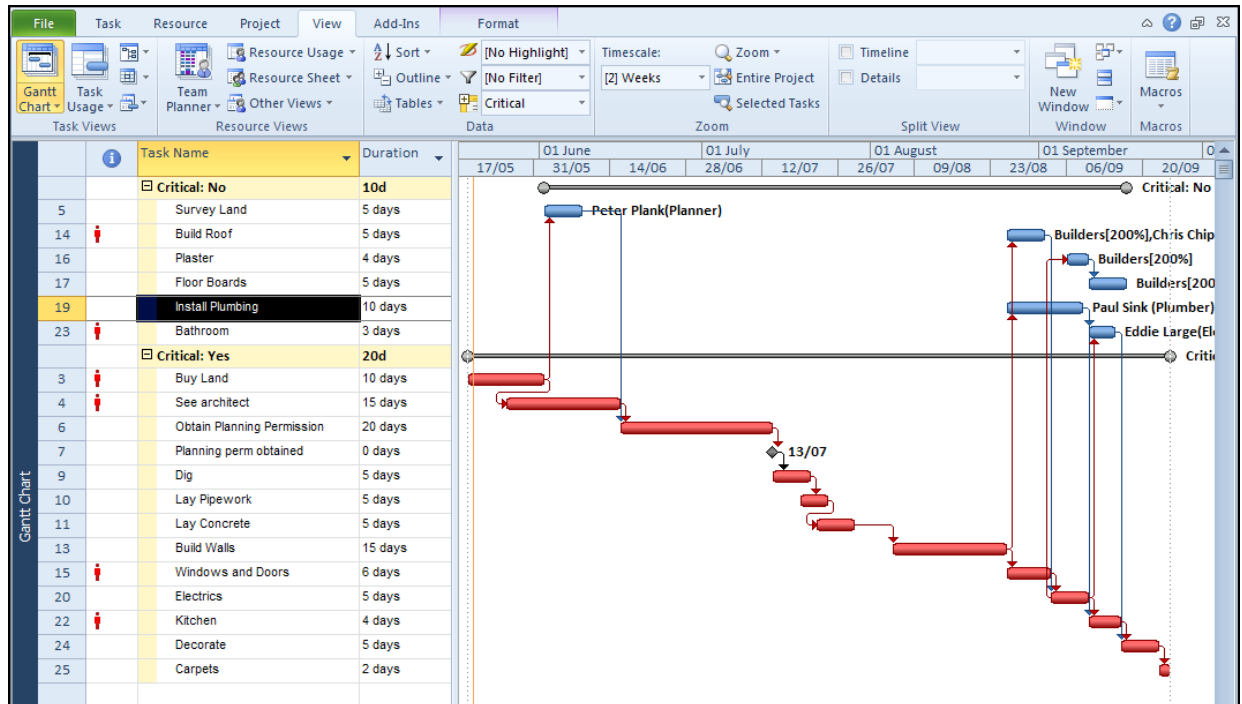 File Task Resource Project View Add-Ins Format
Resource Usage Sort [No Highlight] Timescale: Zoom Timeline
Resource Sheet Outline [No Filter] [2] Weeks Entire Project Details
Gantt Chart Task Usage Team Planner Other Views Tables Critical Selected Tasks New Window Macros
Task Views Resource Views Data Zoom Split View Window Macros
Task Name Duration 01 June 01 July 01 August 01 September 0
17/05 31/05 14/06 28/06 12/07 26/07 09/08 23/08 06/09 20/09
Critical: No 10d Critical: No
5 Survey Land 5 days Peter Plank(Planner)
14 Build Roof 5 days Builders[200%],Chris Chip
16 Plaster 4 days Builders[200%]
17 Floor Boards 5 days Builders[200
19 Install Plumbing 10 days Paul Sink (Plumber)
23 Bathroom 3 days Eddie Large(El
Critical: Yes 20d Criti
3 Buy Land 10 days
4 See architect 15 days
6 Obtain Planning Permission 20 days
7 Planning perm obtained 0 days 13/07
9 Dig 5 days
10 Lay Pipework 5 days
11 Lay Concrete 5 days
13 Build Walls 15 days
15 Windows and Doors 6 days
20 Electrics 5 days
22 Kitchen 4 days
24 Decorate 5 days
25 Carpets 2 days
Gantt Chart